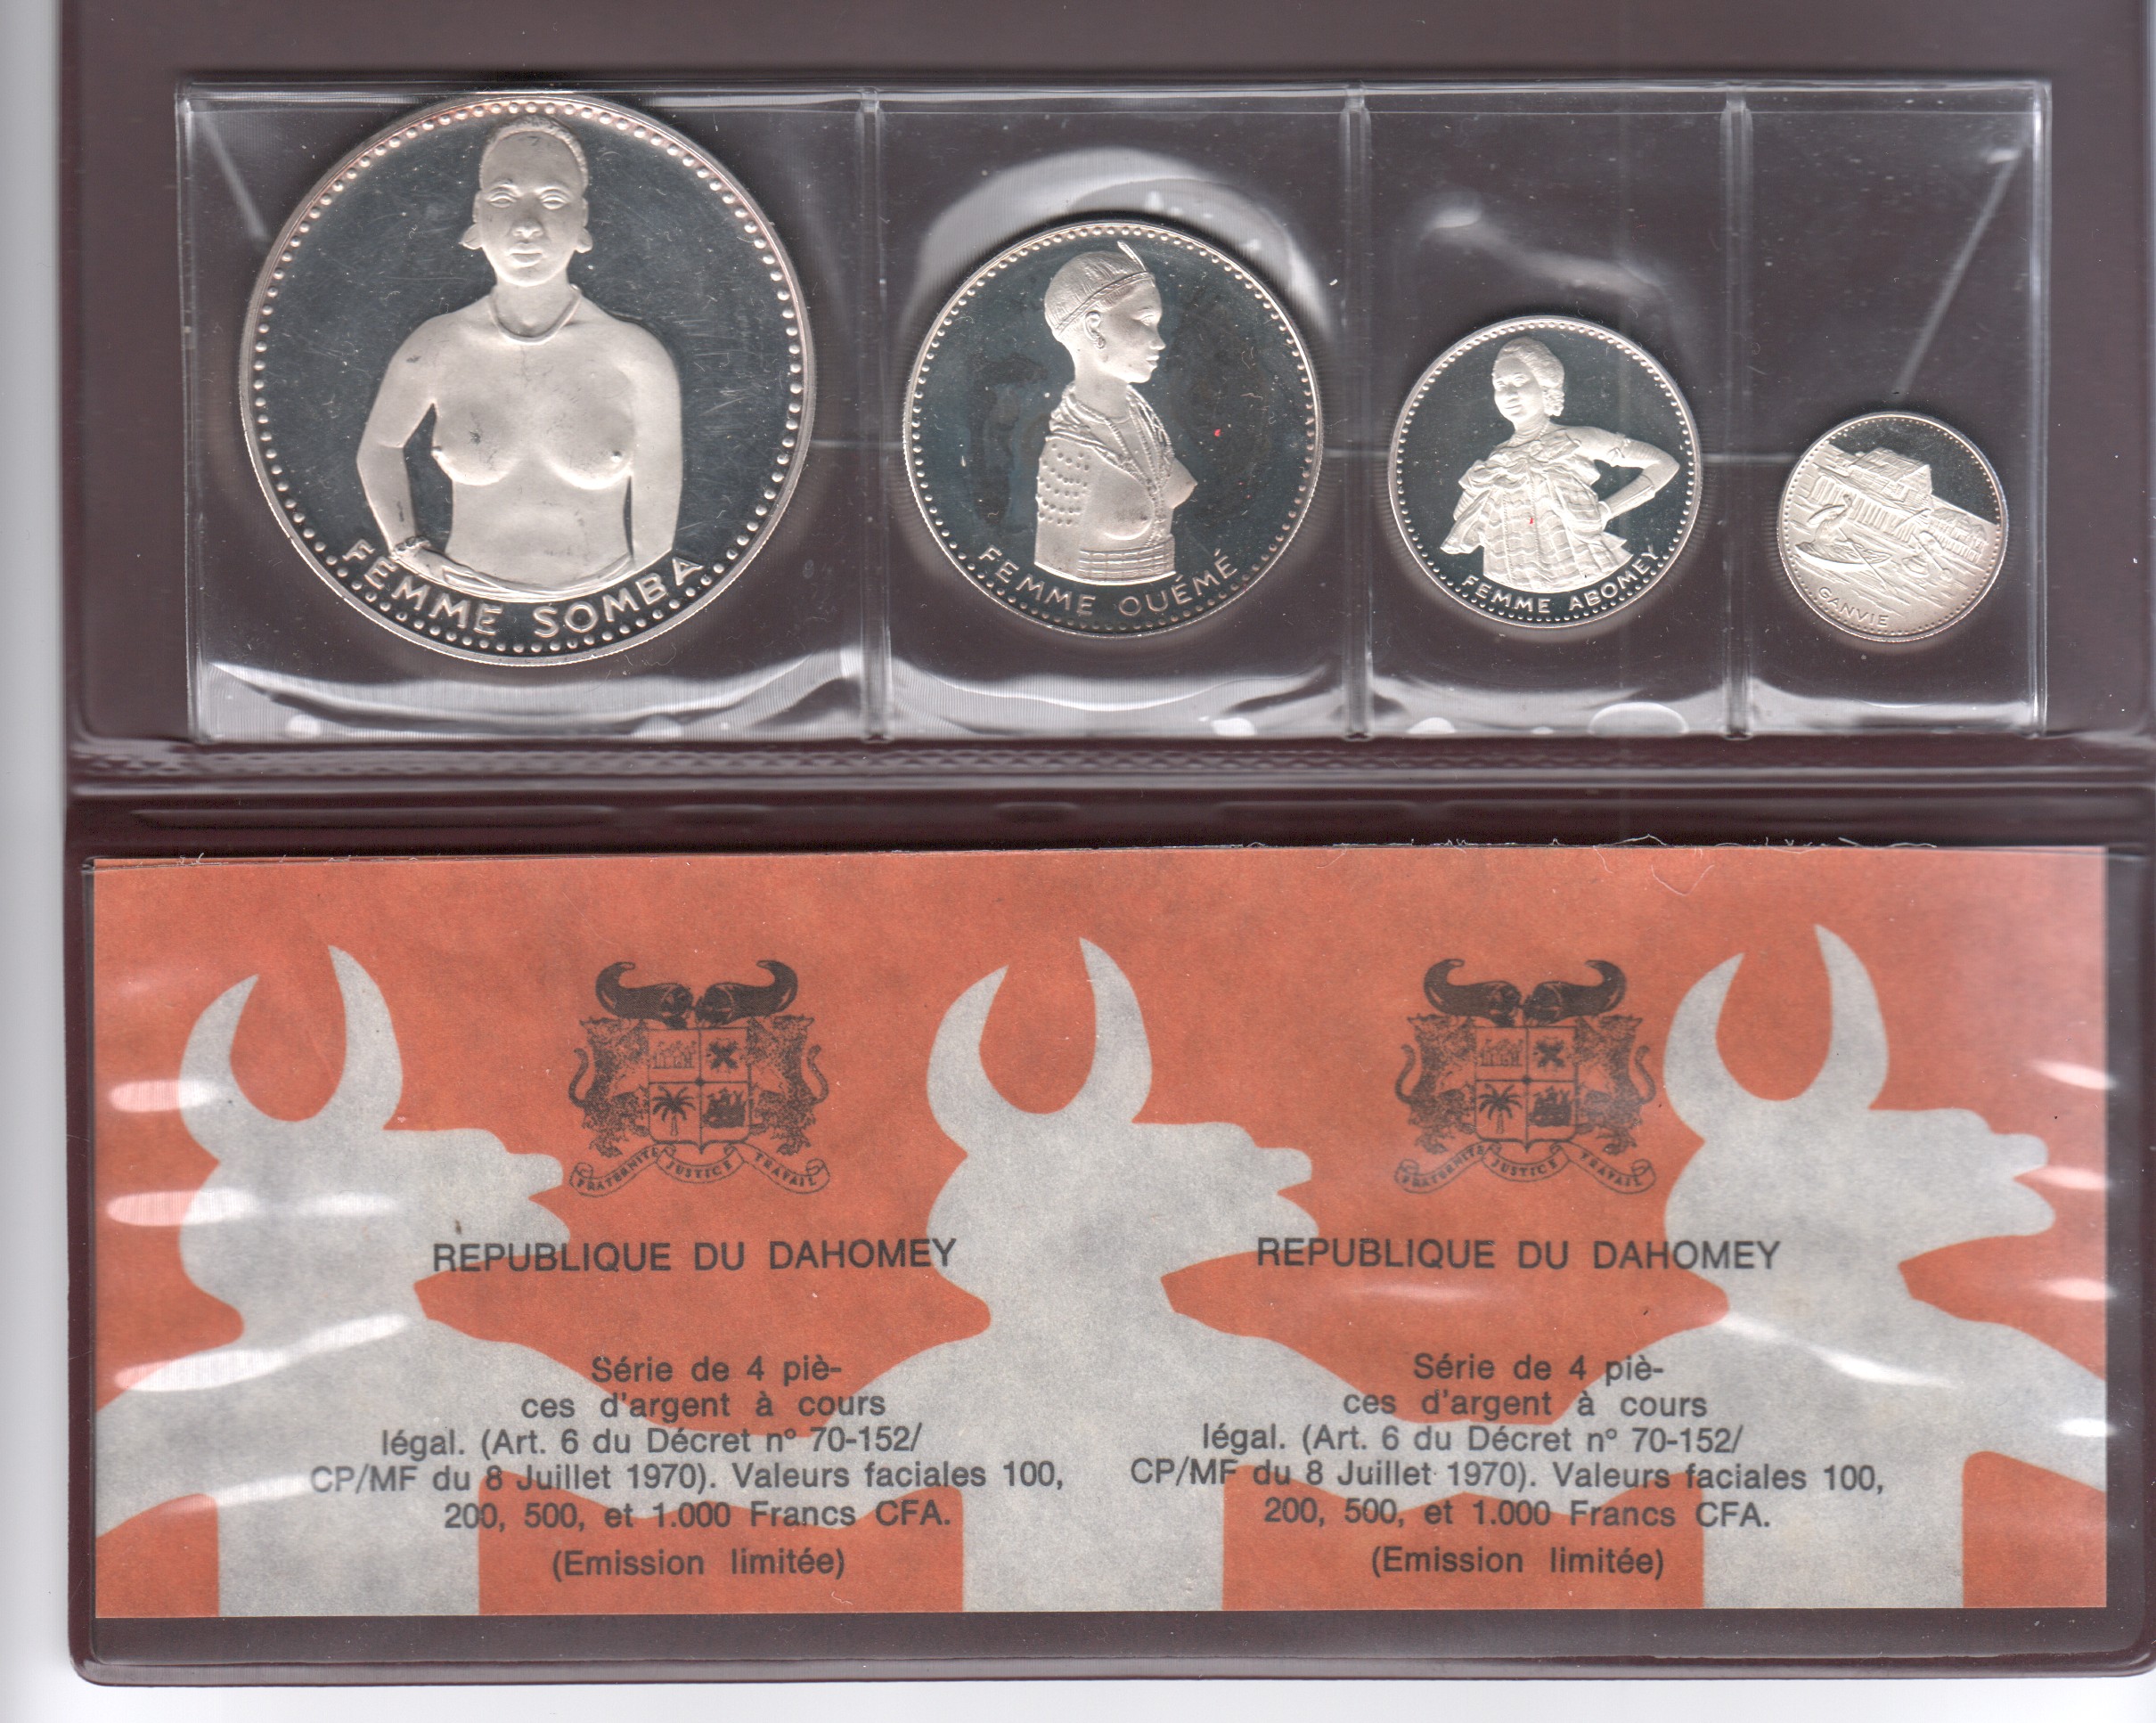 FEMME SOMBA
FEMME OUÉMÉ
FEMME ABOMEY
GANVIE
FRATERNITÉ JUSTICE TRAVAIL
REPUBLIQUE DU DAHOMEY
Série de 4 piè-
ces d'argent à cours
légal. (Art. 6 du Décret n° 70-152/
CP/MF du 8 Juillet 1970). Valeurs faciales 100,
200, 500, et 1.000 Francs CFA.
(Emission limitée)
FRATERNITÉ JUSTICE TRAVAIL
REPUBLIQUE DU DAHOMEY
Série de 4 piè-
ces d'argent à cours
légal. (Art. 6 du Décret n° 70-152/
CP/MF du 8 Juillet 1970). Valeurs faciales 100,
200, 500, et 1.000 Francs CFA.
(Emission limitée)